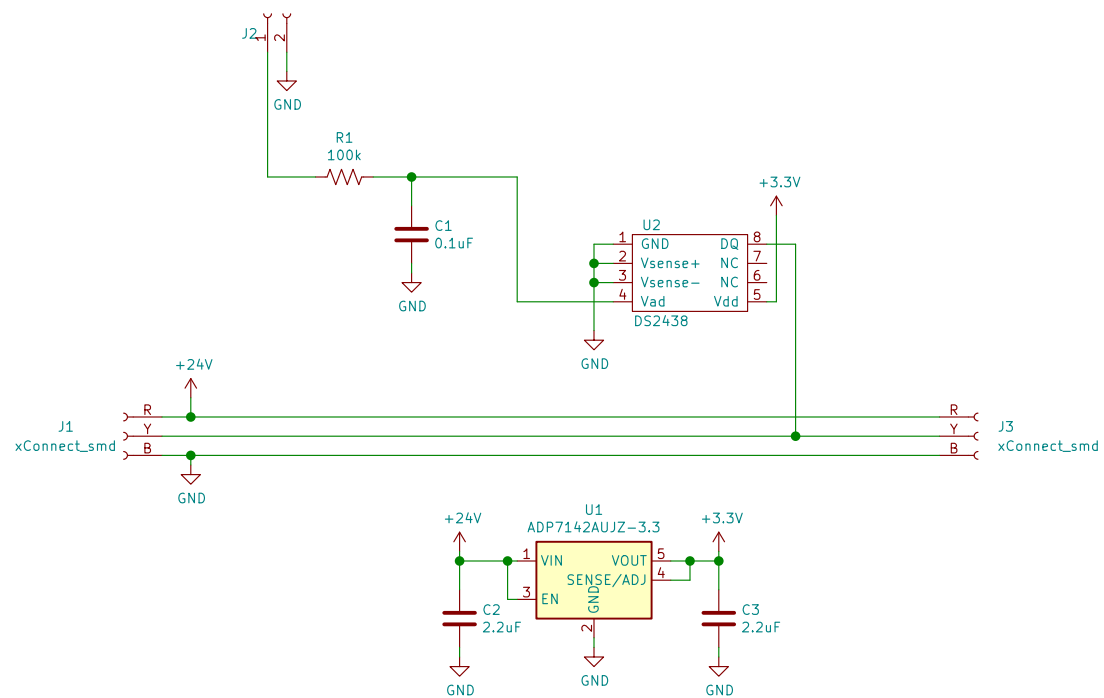 J2
1
2
GND
R1
100k
C1
0.1uF
GND
+3.3V
U2
1 GND DQ 8
2 Vsense+ NC 7
3 Vsense- NC 6
4 Vad Vdd 5
DS2438
GND
+24V
J1
xConnect_smd
R
Y
B
GND
R
Y
B
J3
xConnect_smd
U1
ADP7142AUJZ-3.3
+24V
+3.3V
1 VIN VOUT 5
SENSE/ADJ 4
3 EN
GND
2
C2
2.2uF
C3
2.2uF
GND
GND
GND